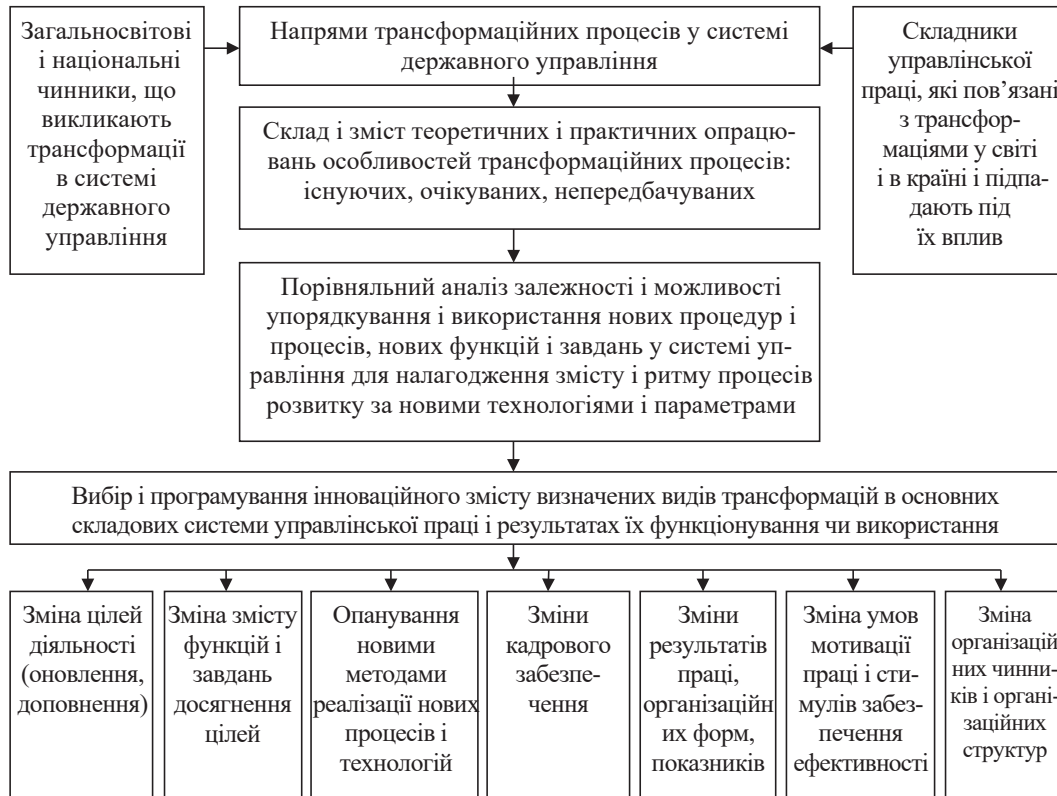 Загальносвітові
і національні
чинники, що
викликають
трансформації
в системі
державного
управління
Напрями трансформаційних процесів у системі
державного управління
Складники
управлінської
праці, які пов’язані
з трансфор-
маціями у світі
і в країні і підпа-
дають під
їх вплив
Склад і зміст теоретичних і практичних опрацю-
вань особливостей трансформаційних процесів:
існуючих, очікуваних, непередбачуваних
Порівняльний аналіз залежності і можливості
упорядкування і використання нових процедур і
процесів, нових функцій і завдань у системі уп-
равління для налагодження змісту і ритму процесів
розвитку за новими технологіями і параметрами
Вибір і програмування інноваційного змісту визначених видів трансформацій в основних
складових системи управлінської праці і результатах їх функціонування чи використання
Зміна цілей
діяльності
(оновлення,
доповнення)
Зміна змісту
функцій і
завдань
досягнення
цілей
Опанування
новими
методами
реалізації нових
процесів і
технологій
Зміни
кадрового
забезпе-
чення
Зміни
результатів
праці,
організаційн
их форм,
показників
Зміна умов
мотивації
праці і сти-
мулів забез-
печення
ефективності
Зміна
організацій
них чинни-
ків і органі-
заційних
структур